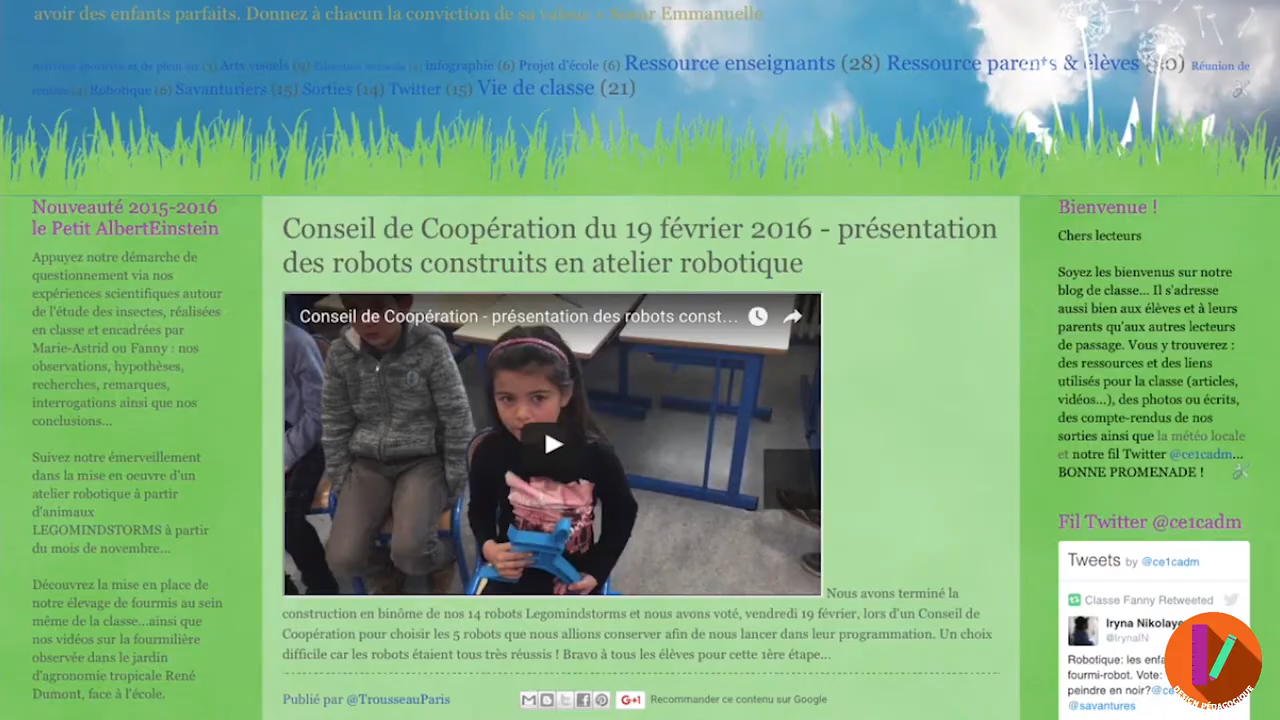 avoir des enfants parfaits. Donnez à chacun la conviction de sa valeur » Sœur Emmanuelle
Arts visuels (9) infographie (6) Projet d'école (6) Ressource enseignants (28) Ressource parents & élèves Réunion de
Robotique (6) Savanturiers (15) Sorties (14) Twitter (15) Vie de classe (21)
Nouveauté 2015-2016
le Petit AlbertEinstein
Appuyez notre démarche de
questionnement via nos
expériences scientifiques autour
de l'étude des insectes, réalisées
en classe et encadrées par
Marie-Astrid ou Fanny : nos
observations, hypothèses,
recherches, remarques,
interrogations ainsi que nos
conclusions...
Suivez notre émerveillement
dans la mise en oeuvre d'un
atelier robotique à partir
d'animaux
LEGOMINDSTORMS à partir
du mois de novembre...
Découvrez la mise en place de
notre élevage de fourmis au sein
même de la classe...ainsi que
nos vidéos sur la fourmilière
observée dans le jardin
d'agronomie tropicale René
Dumont, face à l'école.
Conseil de Coopération du 19 février 2016 - présentation
des robots construits en atelier robotique
Conseil de Coopération - présentation des robots const...
Nous avons terminé la
construction en binôme de nos 14 robots Legomindstorms et nous avons voté, vendredi 19 février, lors d'un Conseil de
Coopération pour choisir les 5 robots que nous allions conserver afin de nous lancer dans leur programmation. Un choix
difficile car les robots étaient tous très réussis ! Bravo à tous les élèves pour cette 1ère étape...
Publié par @TrousseauParis
G+1 Recommander ce contenu sur Google
Bienvenue !
Chers lecteurs
Soyez les bienvenus sur notre
blog de classe... Il s'adresse
aussi bien aux élèves et à leurs
parents qu'aux autres lecteurs
de passage. Vous y trouverez :
des ressources et des liens
utilisés pour la classe (articles,
vidéos...), des photos ou écrits,
des compte-rendus de nos
sorties ainsi que la météo locale
et notre fil Twitter @ce1cadm...
BONNE PROMENADE !
Fil Twitter @ce1cadm
Tweets by @ce1cadm
Classe Fanny Retweeted
Iryna Nikolaye
@IrynaIN
Robotique: les enfa
fourmi-robot. Vote:
peindre en noir?@ce
@savantures
DESIGN PÉDAGOGIQUE